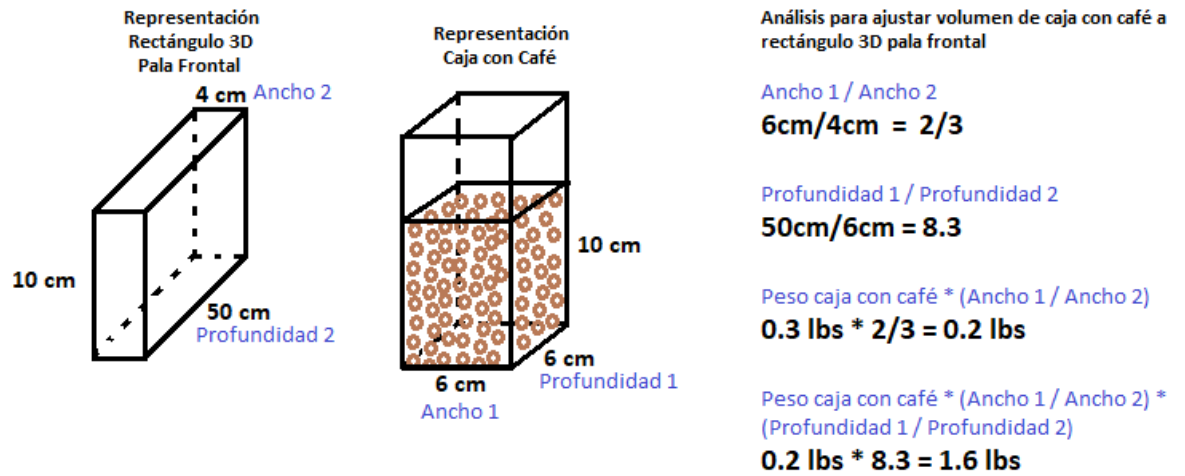 Representación
Rectángulo 3D
Pala Frontal
4 cm Ancho 2
10 cm
50 cm
Profundidad 2
Representación
Caja con Café
10 cm
6 cm
Profundidad 1
6 cm
Ancho 1
Análisis para ajustar volumen de caja con café a
rectángulo 3D pala frontal
Ancho 1 / Ancho 2
6cm/4cm = 2/3
Profundidad 1 / Profundidad 2
50cm/6cm = 8.3
Peso caja con café * (Ancho 1 / Ancho 2)
0.3 lbs * 2/3 = 0.2 lbs
Peso caja con café * (Ancho 1 / Ancho 2) *
(Profundidad 1 / Profundidad 2)
0.2 lbs * 8.3 = 1.6 lbs